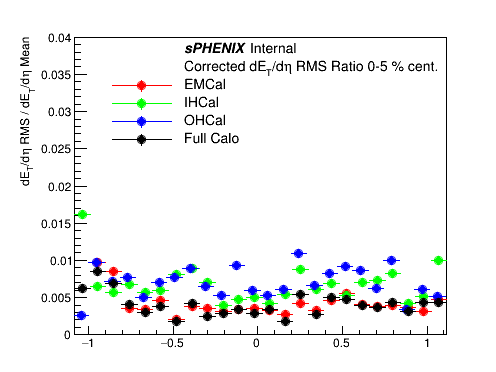 0.04
sPHENIX Internal
Corrected dE_T/dη RMS Ratio 0-5 % cent.
EMCal
IHCal
OHCal
Full Calo
dE_T/dη RMS / dE_T/dη Mean
0.035
0.03
0.025
0.02
0.015
0.01
0.005
0
−1 −0.5 0 0.5 1